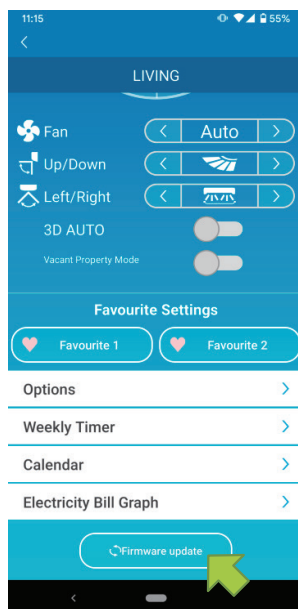 11:15 55%
LIVING
Fan Auto
Up/Down
Left/Right
3D AUTO
Vacant Property Mode
Favourite Settings
Favourite 1 Favourite 2
Options
Weekly Timer
Calendar
Electricity Bill Graph
Firmware update